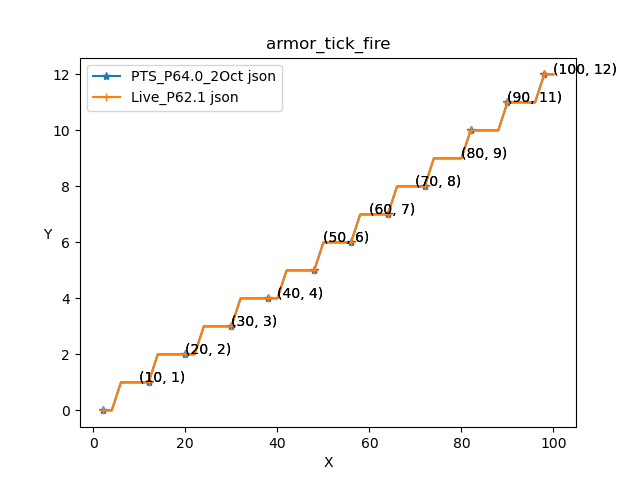 armor_tick_fire
PTS_P64.0_2Oct json
Live_P62.1 json
(100, 12)
(90, 11)
(80, 9)
(70, 8)
(60, 7)
(50, 6)
(40, 4)
(30, 3)
(20, 2)
(10, 1)
12
10
8
6
4
2
0
Y
0 20 40 60 80 100
X